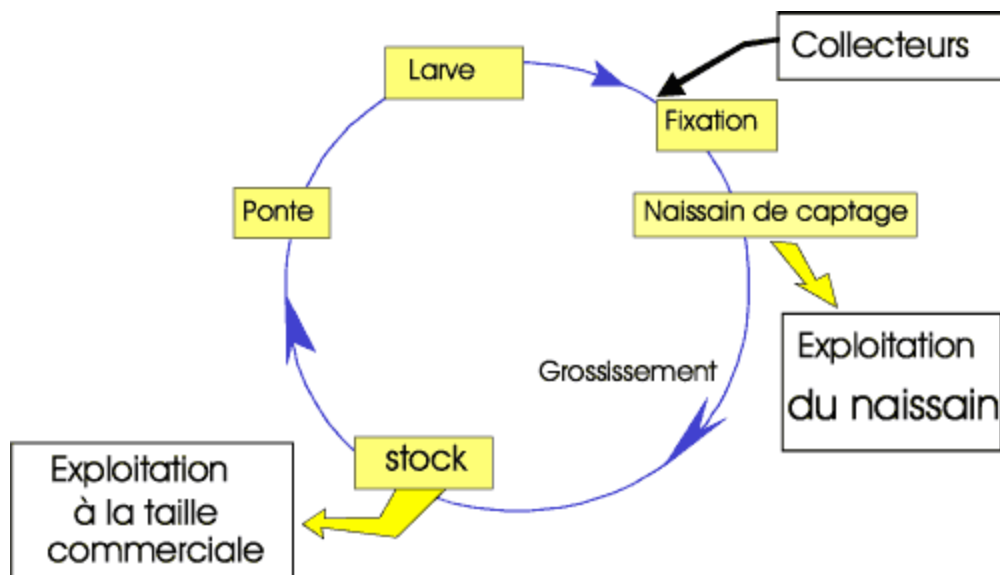 Collecteurs
Larve
Fixation
Ponte
Naissain de captage
Exploitation
du naissain
Grossissement
stock
Exploitation
à la taille
commerciale